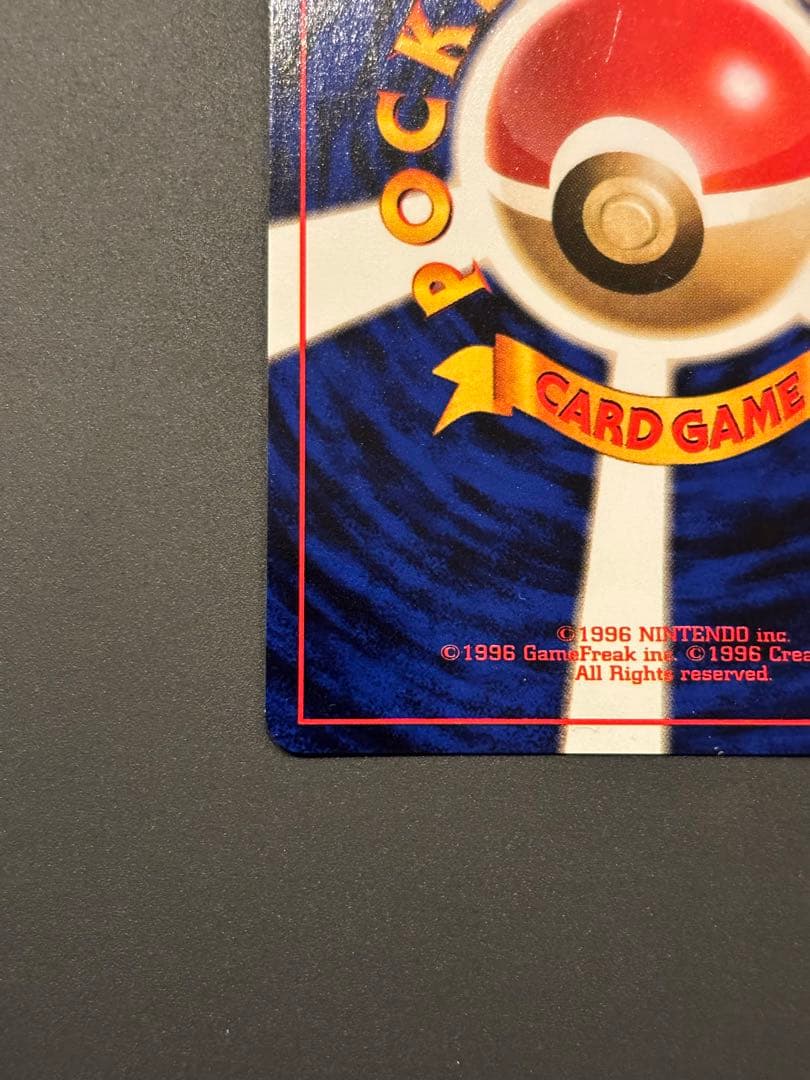 POCK
CARD GAME
©1996 NINTENDO inc.
©1996 GameFreak inc. ©1996 Crea
All Rights reserved.